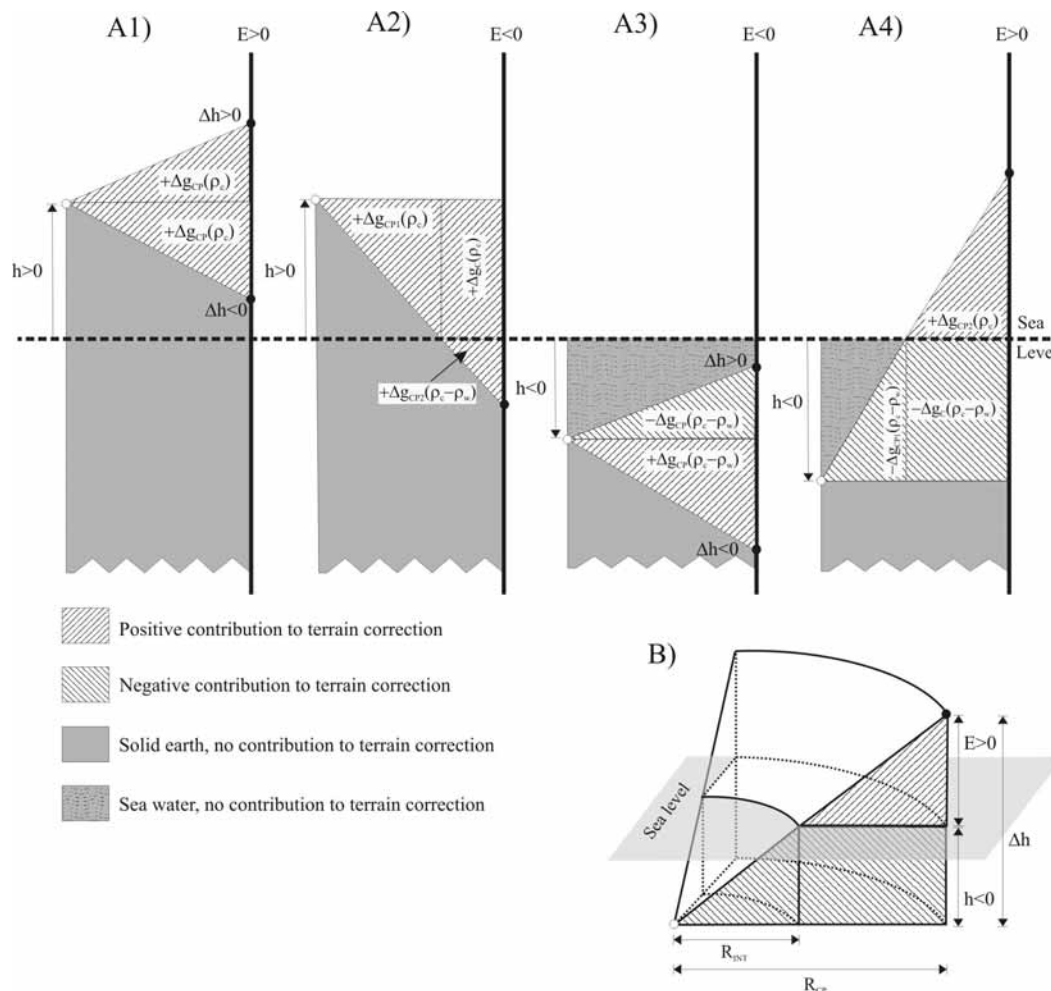 A1)
A2)
A3)
A4)
E>0
E<0
E<0
E>0
Δh>0
+Δg_CP(ρ_c)
+Δg_CP(ρ_c)
h>0
Δh<0
+Δg_CP1(ρ_c)
+Δg_C(ρ_c)
h>0
+Δg_CP2(ρ_c−ρ_w)
Δh>0
h<0
−Δg_CP(ρ_c−ρ_w)
+Δg_CP(ρ_c−ρ_w)
Δh<0
+Δg_CP2(ρ_c)
h<0
−Δg_CP1(ρ_c−ρ_w)
−Δg_C(ρ_c−ρ_w)
Sea
Level
Positive contribution to terrain correction
Negative contribution to terrain correction
Solid earth, no contribution to terrain correction
Sea water, no contribution to terrain correction
B)
E>0
Sea level
Δh
h<0
R_INT
R_CP